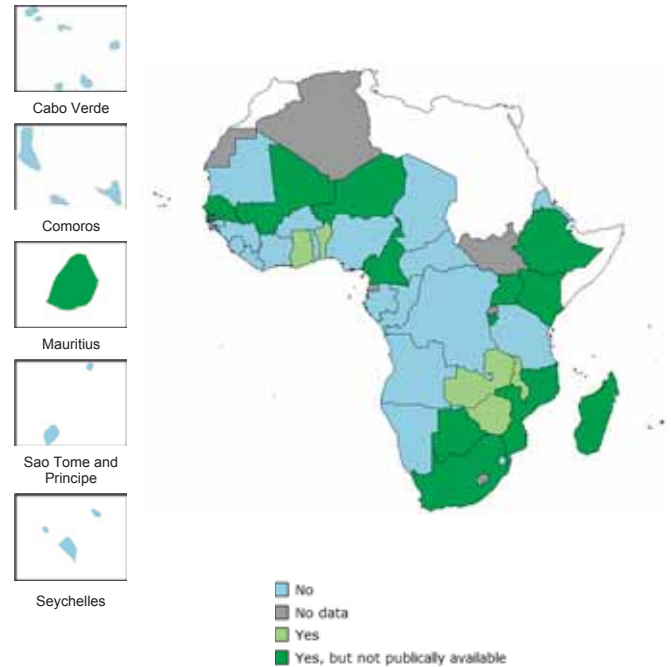 Cabo Verde
Comoros
Mauritius
Sao Tome and
Principe
Seychelles
No
No data
Yes
Yes, but not publically available